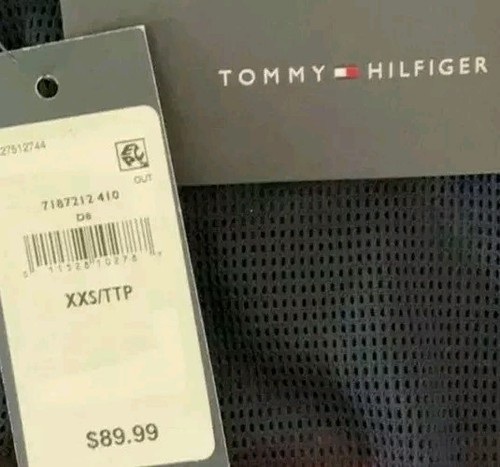 TOMMY HILFIGER
27512744
OUT
7187212 410
D8
XXS/TTP
$89.99